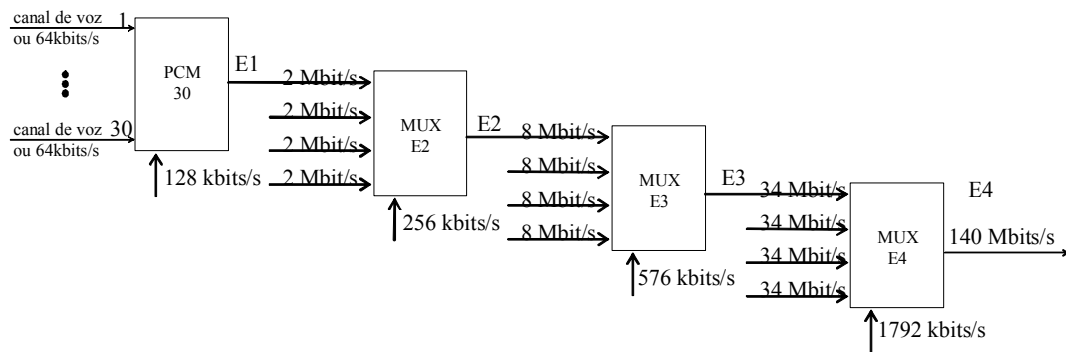 canal de voz 1
ou 64kbits/s
PCM
30
canal de voz 30
ou 64kbits/s
128 kbits/s
E1
2 Mbit/s
2 Mbit/s
2 Mbit/s
2 Mbit/s
MUX
E2
256 kbits/s
E2
8 Mbit/s
8 Mbit/s
8 Mbit/s
8 Mbit/s
MUX
E3
576 kbits/s
E3
34 Mbit/s
34 Mbit/s
34 Mbit/s
34 Mbit/s
MUX
E4
1792 kbits/s
E4
140 Mbits/s